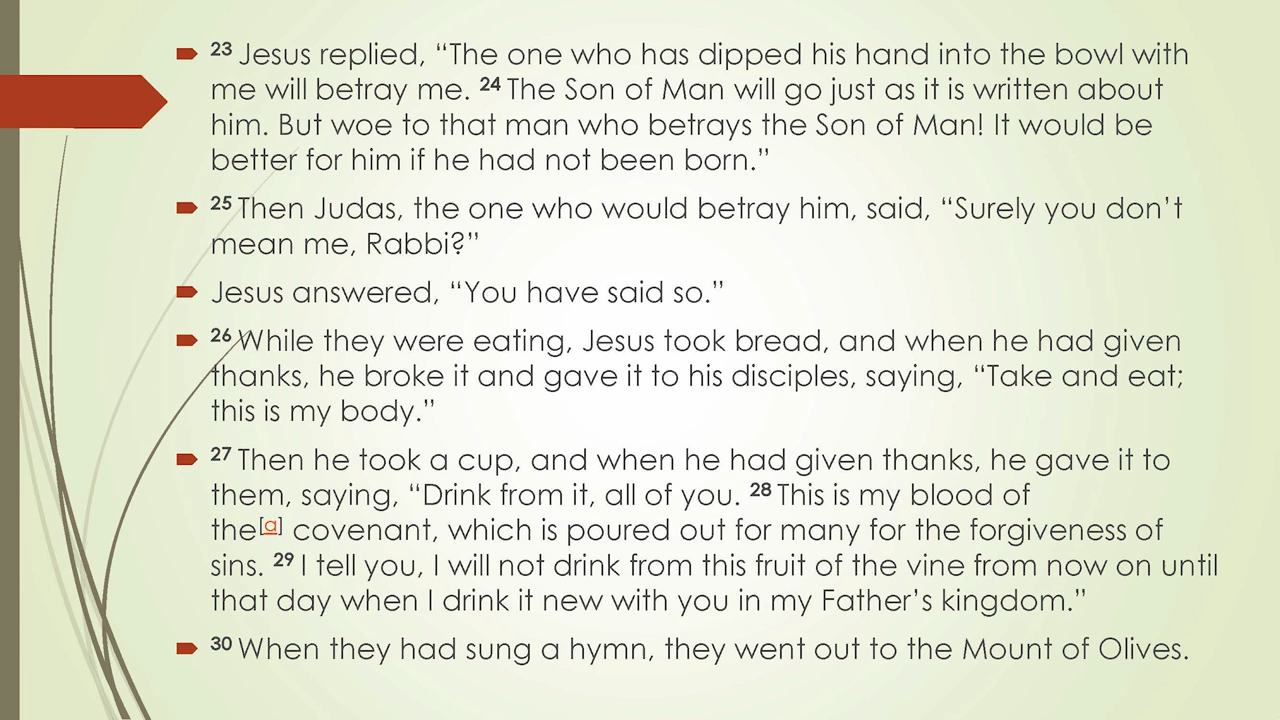 23 Jesus replied, “The one who has dipped his hand into the bowl with
me will betray me. 24 The Son of Man will go just as it is written about
him. But woe to that man who betrays the Son of Man! It would be
better for him if he had not been born.”
25 Then Judas, the one who would betray him, said, “Surely you don’t
mean me, Rabbi?”
Jesus answered, “You have said so.”
26 While they were eating, Jesus took bread, and when he had given
thanks, he broke it and gave it to his disciples, saying, “Take and eat;
this is my body.”
27 Then he took a cup, and when he had given thanks, he gave it to
them, saying, “Drink from it, all of you. 28 This is my blood of
the[a] covenant, which is poured out for many for the forgiveness of
sins. 29 I tell you, I will not drink from this fruit of the vine from now on until
that day when I drink it new with you in my Father’s kingdom.”
30 When they had sung a hymn, they went out to the Mount of Olives.